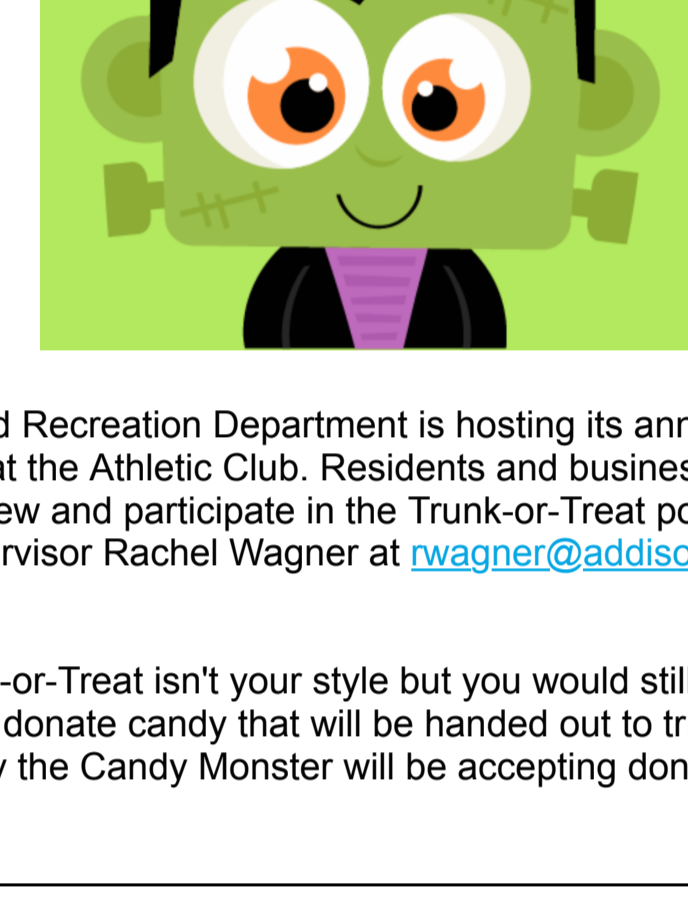 d Recreation Department is hosting its ann
at the Athletic Club. Residents and busines
ew and participate in the Trunk-or-Treat po
rvisor Rachel Wagner at rwagner@addiso
-or-Treat isn't your style but you would still
donate candy that will be handed out to tr
y the Candy Monster will be accepting don